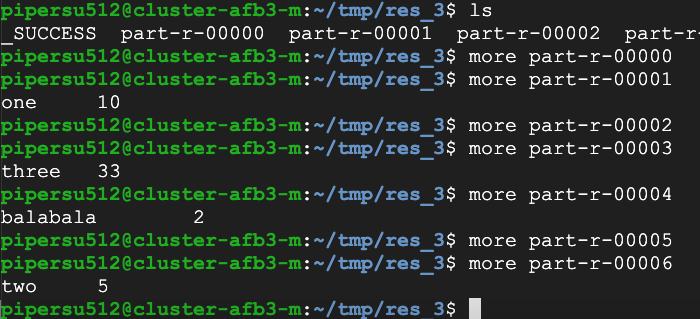 pipersu512@cluster-afb3-m:~/tmp/res_3$ ls
_SUCCESS  part-r-00000  part-r-00001  part-r-00002  part-r-
pipersu512@cluster-afb3-m:~/tmp/res_3$ more part-r-00000
pipersu512@cluster-afb3-m:~/tmp/res_3$ more part-r-00001
one     10
pipersu512@cluster-afb3-m:~/tmp/res_3$ more part-r-00002
pipersu512@cluster-afb3-m:~/tmp/res_3$ more part-r-00003
three   33
pipersu512@cluster-afb3-m:~/tmp/res_3$ more part-r-00004
balabala        2
pipersu512@cluster-afb3-m:~/tmp/res_3$ more part-r-00005
pipersu512@cluster-afb3-m:~/tmp/res_3$ more part-r-00006
two     5
pipersu512@cluster-afb3-m:~/tmp/res_3$